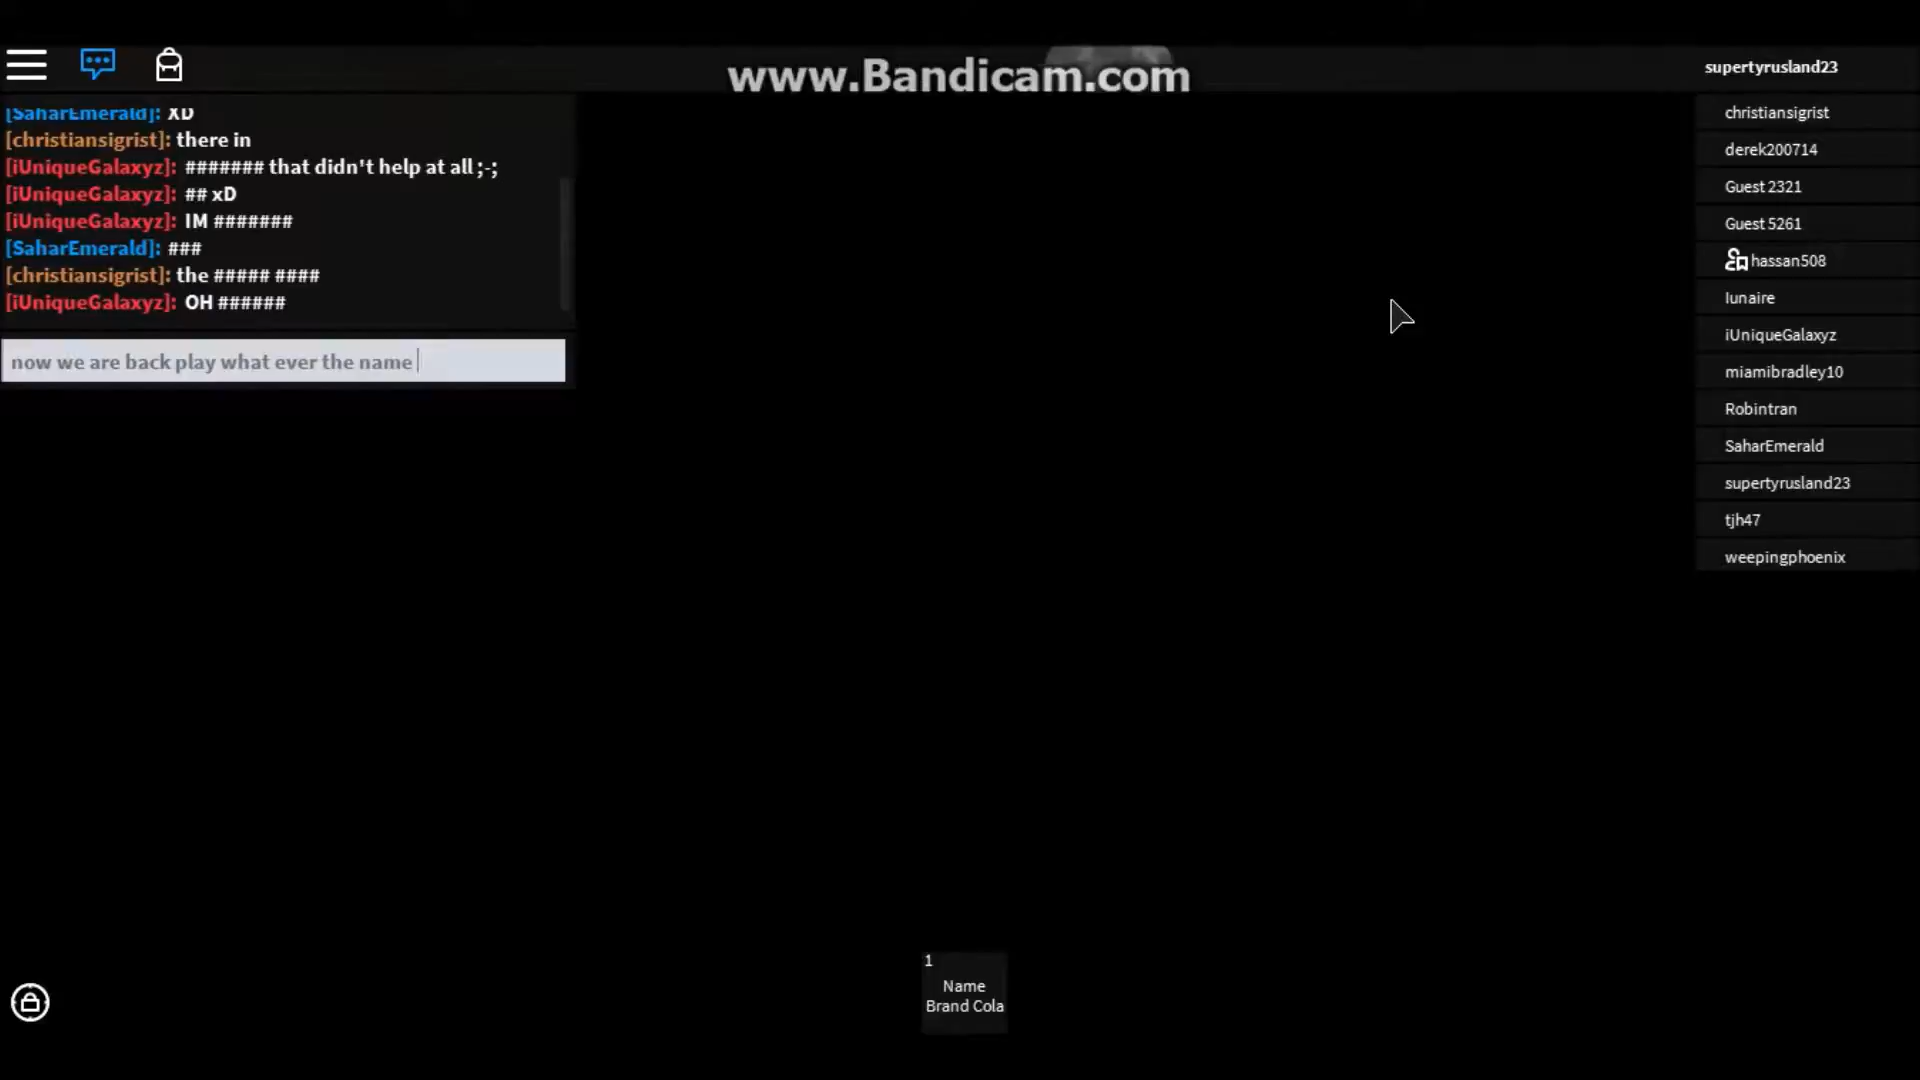 www.Bandicam.com
supertyrusland23
[SaharEmerald]: XD
[christiansigrist]: there in
[iUniqueGalaxyz]: ####### that didn't help at all ;-;
[iUniqueGalaxyz]: ## xD
[iUniqueGalaxyz]: IM #######
[SaharEmerald]: ###
[christiansigrist]: the ##### ####
[iUniqueGalaxyz]: OH ######
now we are back play what ever the name
christiansigrist
derek200714
Guest 2321
Guest 5261
hassan508
lunaire
iUniqueGalaxyz
miamibradley10
Robintran
SaharEmerald
supertyrusland23
tjh47
weepingphoenix
1
Name
Brand Cola